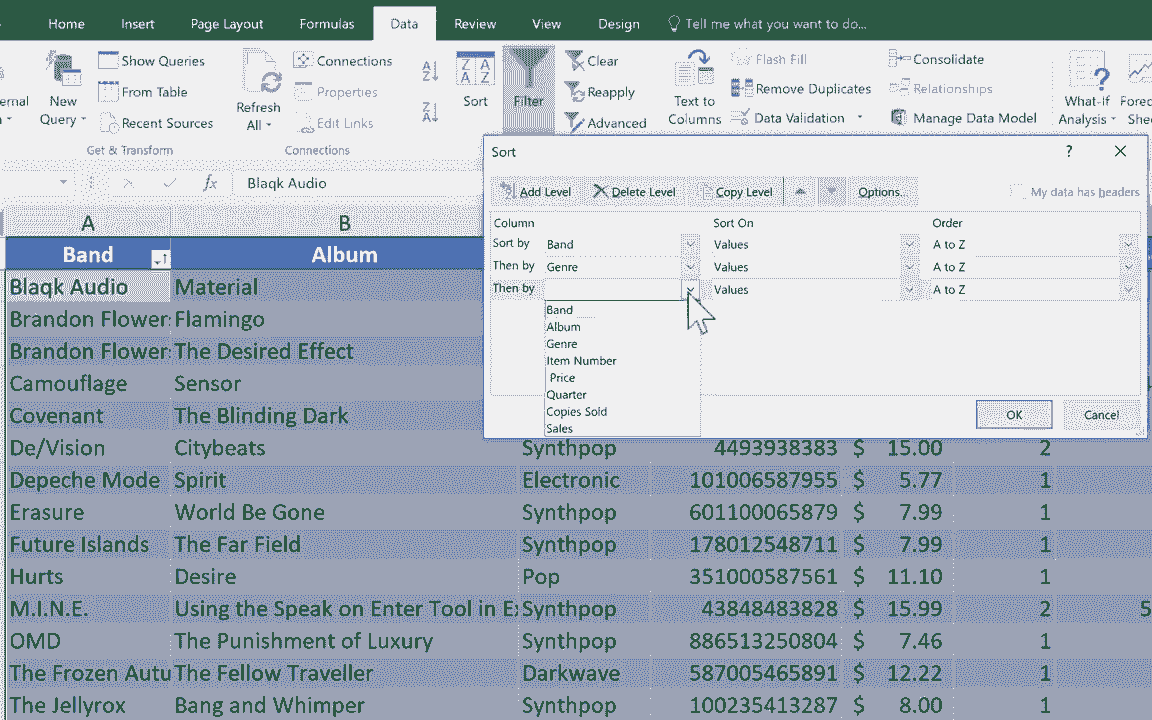 Home Insert Page Layout Formulas Data Review View Design Tell me what you want to do...
Show Queries
From Table
Recent Sources
New Query
Get & Transform
Refresh All
Connections
Properties
Edit Links
Connections
Sort
Filter
Clear
Reapply
Advanced
Text to Columns
Flash Fill
Remove Duplicates
Data Validation
Consolidate
Relationships
Manage Data Model
What-If Analysis
fx Blaqk Audio
Sort ? ×
Add Level Delete Level Copy Level Options... My data has headers
Column Sort On Order
Sort by Band Values A to Z
Then by Genre Values A to Z
Then by Values A to Z
Band
Album
Genre
Item Number
Price
Quarter
Copies Sold
Sales
OK Cancel
A B
Band Album
Blaqk Audio Material
Brandon Flower Flamingo
Brandon Flower The Desired Effect
Camouflage Sensor
Covenant The Blinding Dark
De/Vision Citybeats Synthpop 4493938383 $ 15.00 2
Depeche Mode Spirit Electronic 101006587955 $ 5.77 1
Erasure World Be Gone Synthpop 601100065879 $ 7.99 1
Future Islands The Far Field Synthpop 178012548711 $ 7.99 1
Hurts Desire Pop 351000587561 $ 11.10 1
M.I.N.E. Using the Speak on Enter Tool in Ex Synthpop 43848483828 $ 15.99 2 5
OMD The Punishment of Luxury Synthpop 886513250804 $ 7.46 1
The Frozen Autu The Fellow Traveller Darkwave 587005465891 $ 12.22 1
The Jellyrox Bang and Whimper Synthpop 100235413287 $ 8.00 1